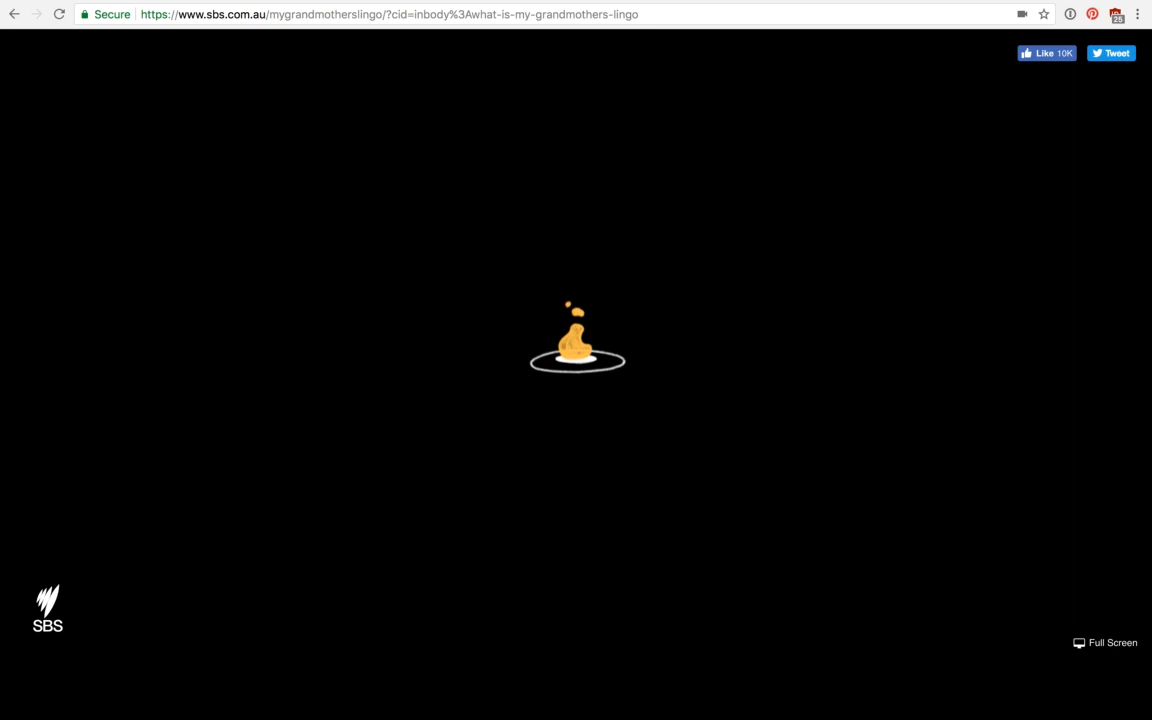 Secure
https://www.sbs.com.au/mygrandmotherslingo/?cid=inbody%3Awhat-is-my-grandmothers-lingo
25
Like 10K
Tweet
SBS
Full Screen